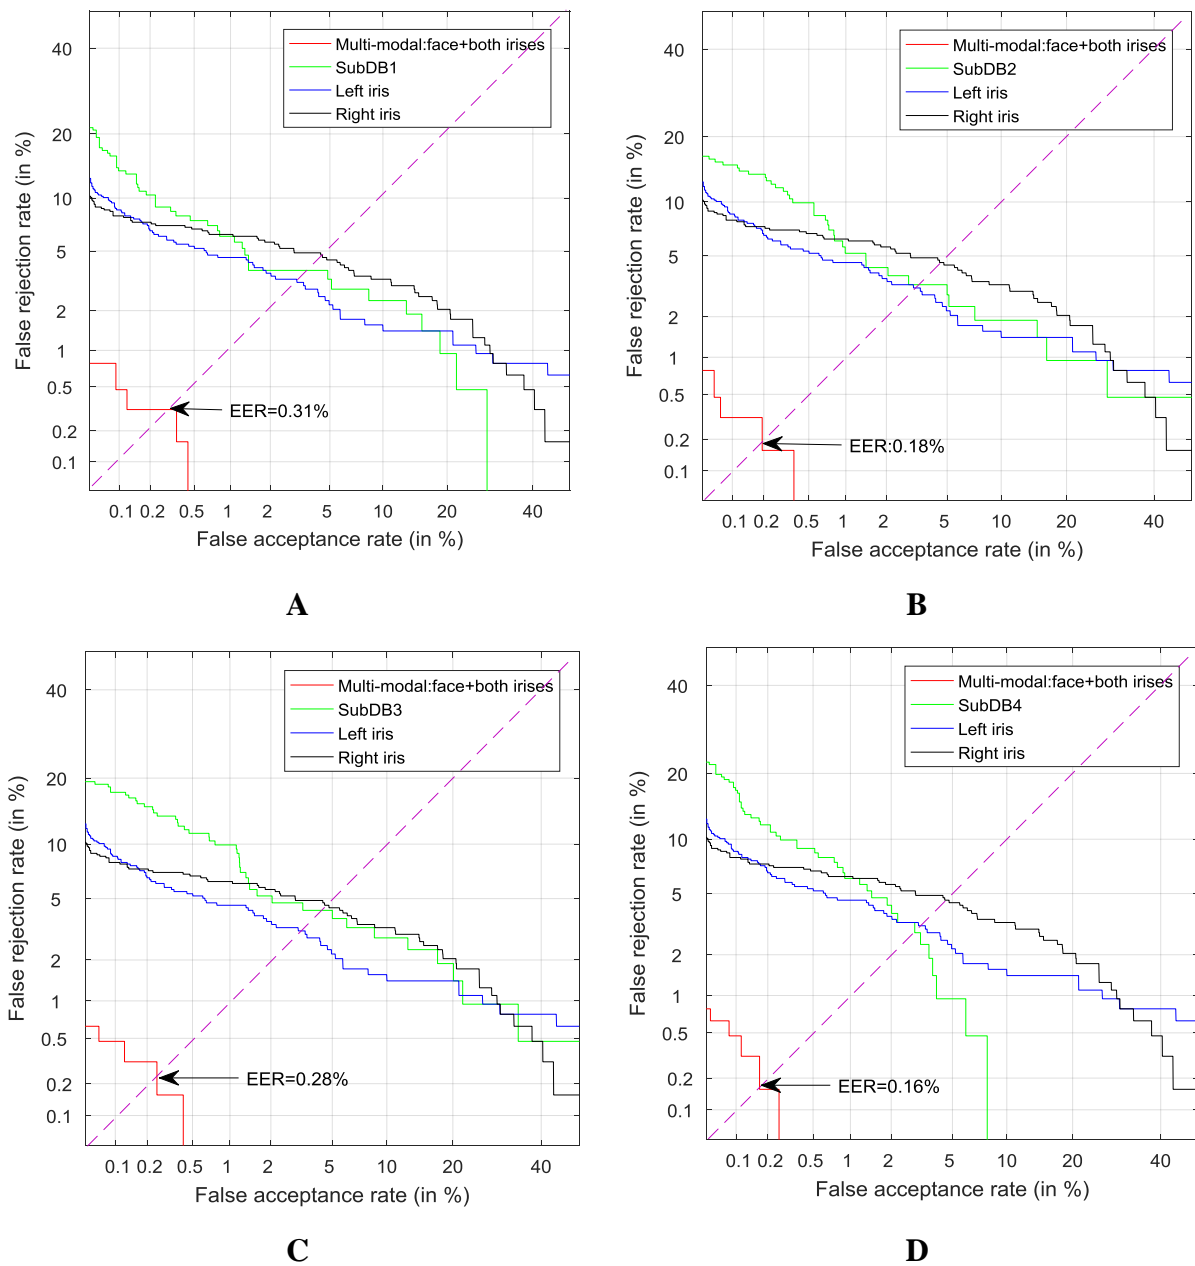 Multi-modal:face+both irises
SubDB1
Left iris
Right iris
EER=0.31%
40
20
10
5
2
1
0.5
0.2
0.1
False rejection rate (in %)
0.1 0.2 0.5 1 2 5 10 20 40
False acceptance rate (in %)
A
Multi-modal:face+both irises
SubDB2
Left iris
Right iris
EER:0.18%
40
20
10
5
2
1
0.5
0.2
0.1
False rejection rate (in %)
0.1 0.2 0.5 1 2 5 10 20 40
False acceptance rate (in %)
B
Multi-modal:face+both irises
SubDB3
Left iris
Right iris
EER=0.28%
40
20
10
5
2
1
0.5
0.2
0.1
False rejection rate (in %)
0.1 0.2 0.5 1 2 5 10 20 40
False acceptance rate (in %)
C
Multi-modal:face+both irises
SubDB4
Left iris
Right iris
EER=0.16%
40
20
10
5
2
1
0.5
0.2
0.1
False rejection rate (in %)
0.1 0.2 0.5 1 2 5 10 20 40
False acceptance rate (in %)
D